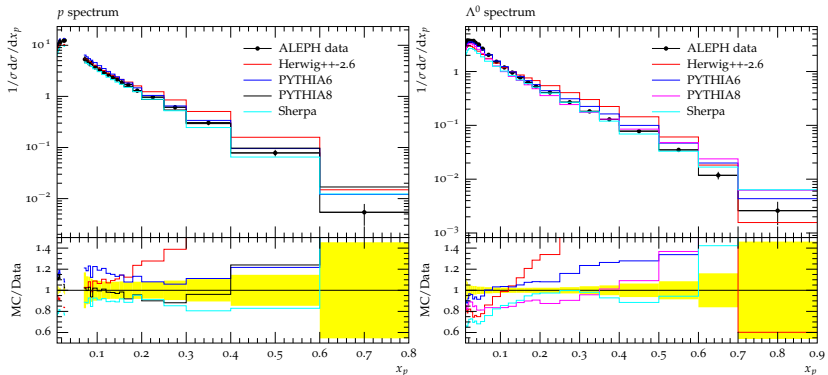 p spectrum
1/σ dσ/dx_p
10^1
1
10^−1
10^−2
ALEPH data
Herwig++-2.6
PYTHIA6
PYTHIA8
Sherpa
MC/Data
1.4
1.2
1
0.8
0.6
0.1 0.2 0.3 0.4 0.5 0.6 0.7 0.8
x_p
Λ^0 spectrum
1/σ dσ/dx_p
1
10^−1
10^−2
10^−3
ALEPH data
Herwig++-2.6
PYTHIA6
PYTHIA8
Sherpa
MC/Data
1.4
1.2
1
0.8
0.6
0.1 0.2 0.3 0.4 0.5 0.6 0.7 0.8 0.9
x_p